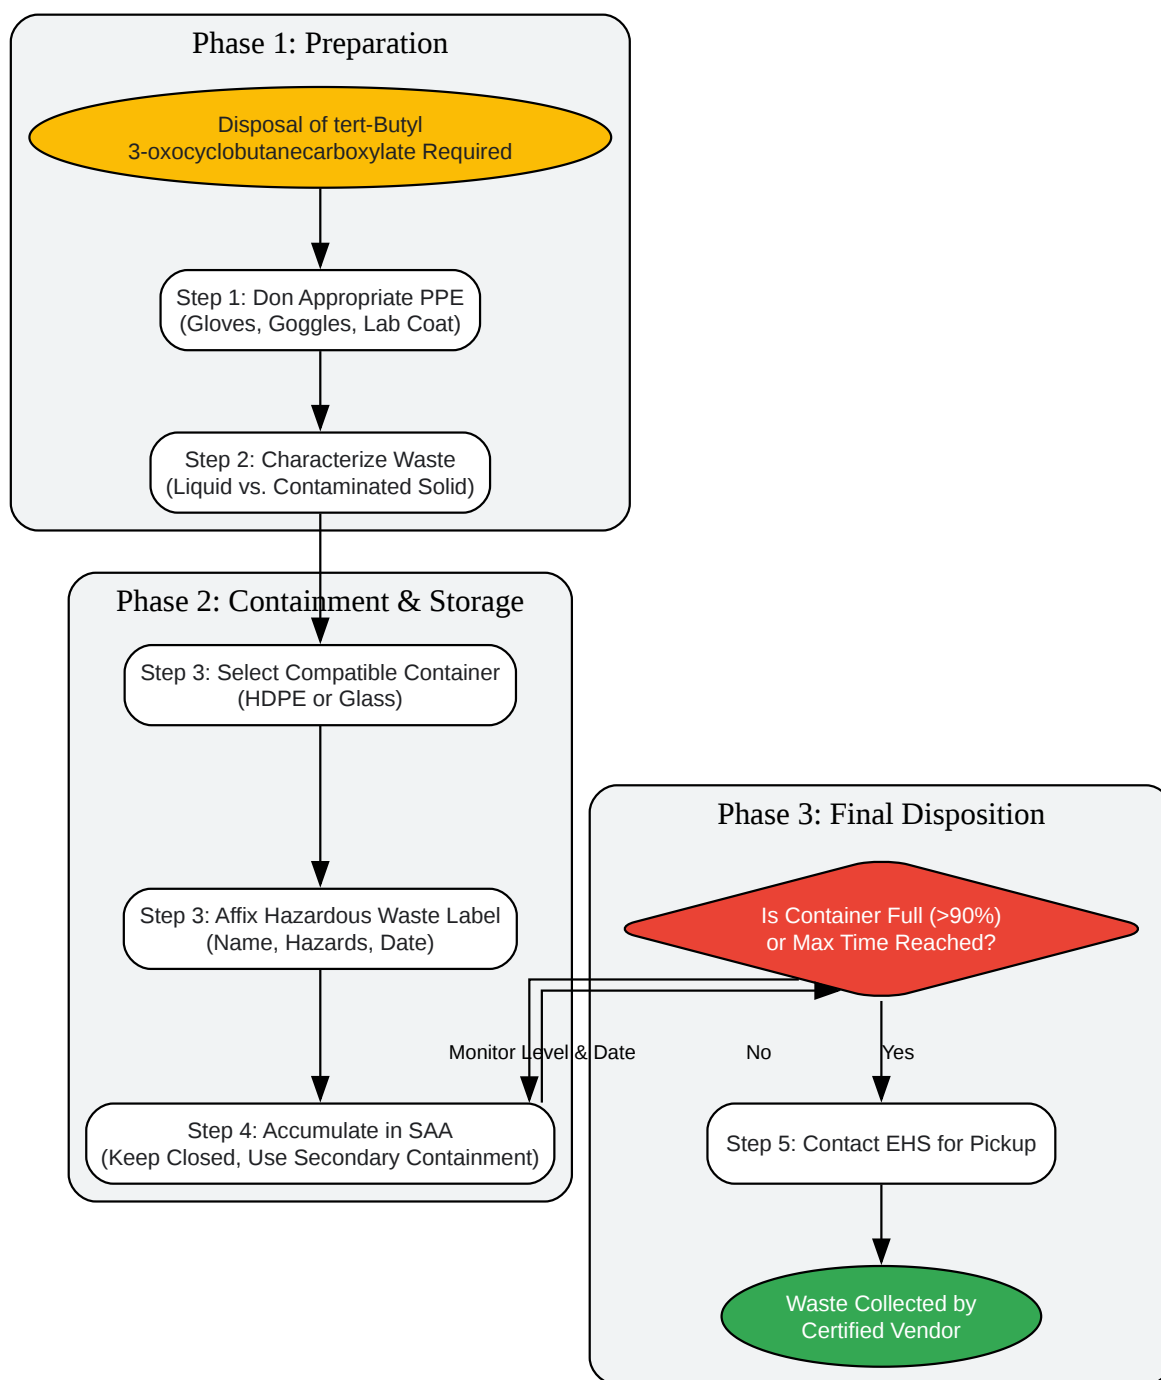 Phase 1: Preparation
Disposal of tert-Butyl
3-oxocyclobutanecarboxylate Required
Step 1: Don Appropriate PPE
(Gloves, Goggles, Lab Coat)
Step 2: Characterize Waste
(Liquid vs. Contaminated Solid)
Phase 2: Containment & Storage
Step 3: Select Compatible Container
(HDPE or Glass)
Step 3: Affix Hazardous Waste Label
(Name, Hazards, Date)
Monitor Level & Date
Step 4: Accumulate in SAA
(Keep Closed, Use Secondary Containment)
Phase 3: Final Disposition
Is Container Full (>90%)
or Max Time Reached?
No
Yes
Step 5: Contact EHS for Pickup
Waste Collected by
Certified Vendor